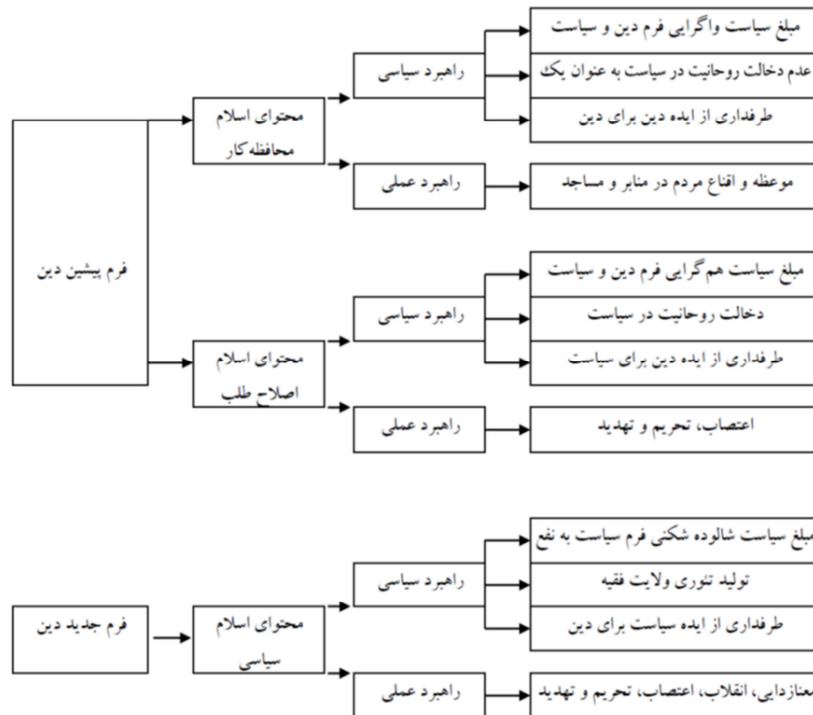 مبلغ سیاست واگرایی فرم دین و سیاست
راهبرد سیاسی
عدم دخالت روحانیت در سیاست به عنوان یک
محتوای اسلام
محافظه‌کار
طرفداری از ایده دین برای دین
راهبرد عملی
موعظه و اقناع مردم در منابر و مساجد
فرم پیشین دین
مبلغ سیاست هم‌گرایی فرم دین و سیاست
راهبرد سیاسی
دخالت روحانیت در سیاست
محتوای اسلام
اصلاح طلب
طرفداری از ایده دین برای سیاست
راهبرد عملی
اعتصاب، تحریم و تهدید
مبلغ سیاست شالوده شکنی فرم سیاست به نفع
راهبرد سیاسی
تولید تئوری ولایت فقیه
فرم جدید دین
محتوای اسلام
سیاسی
طرفداری از ایده سیاست برای دین
راهبرد عملی
معنازدایی، انقلاب، اعتصاب، تحریم و تهدید